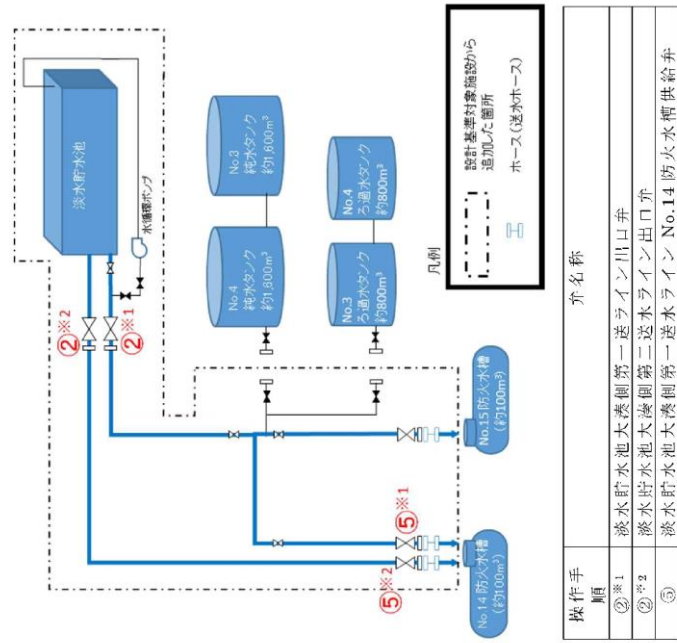 淡水貯水池
水循環ポンプ
②※2
②※1
No.3
純水タンク
約1,600m³
No4
純水タンク
約1,600m³
No.4
ろ過水タンク
約800m³
No.3
ろ過水タンク
約800m³
No.15 防火水槽
(約100m³)
No14 防火水槽
(約100m³)
⑤※1
⑤※2
凡例
設計基準対象施設から
追加した箇所
ホース(送水ホース)
操作手順 弁名称
②※1 淡水貯水池大湊側第一送ライン出口弁
②※2 淡水貯水池大湊側第二送水ライン出口弁
⑤ 淡水貯水池大湊側第一送水ライン No.14 防火水槽供給弁